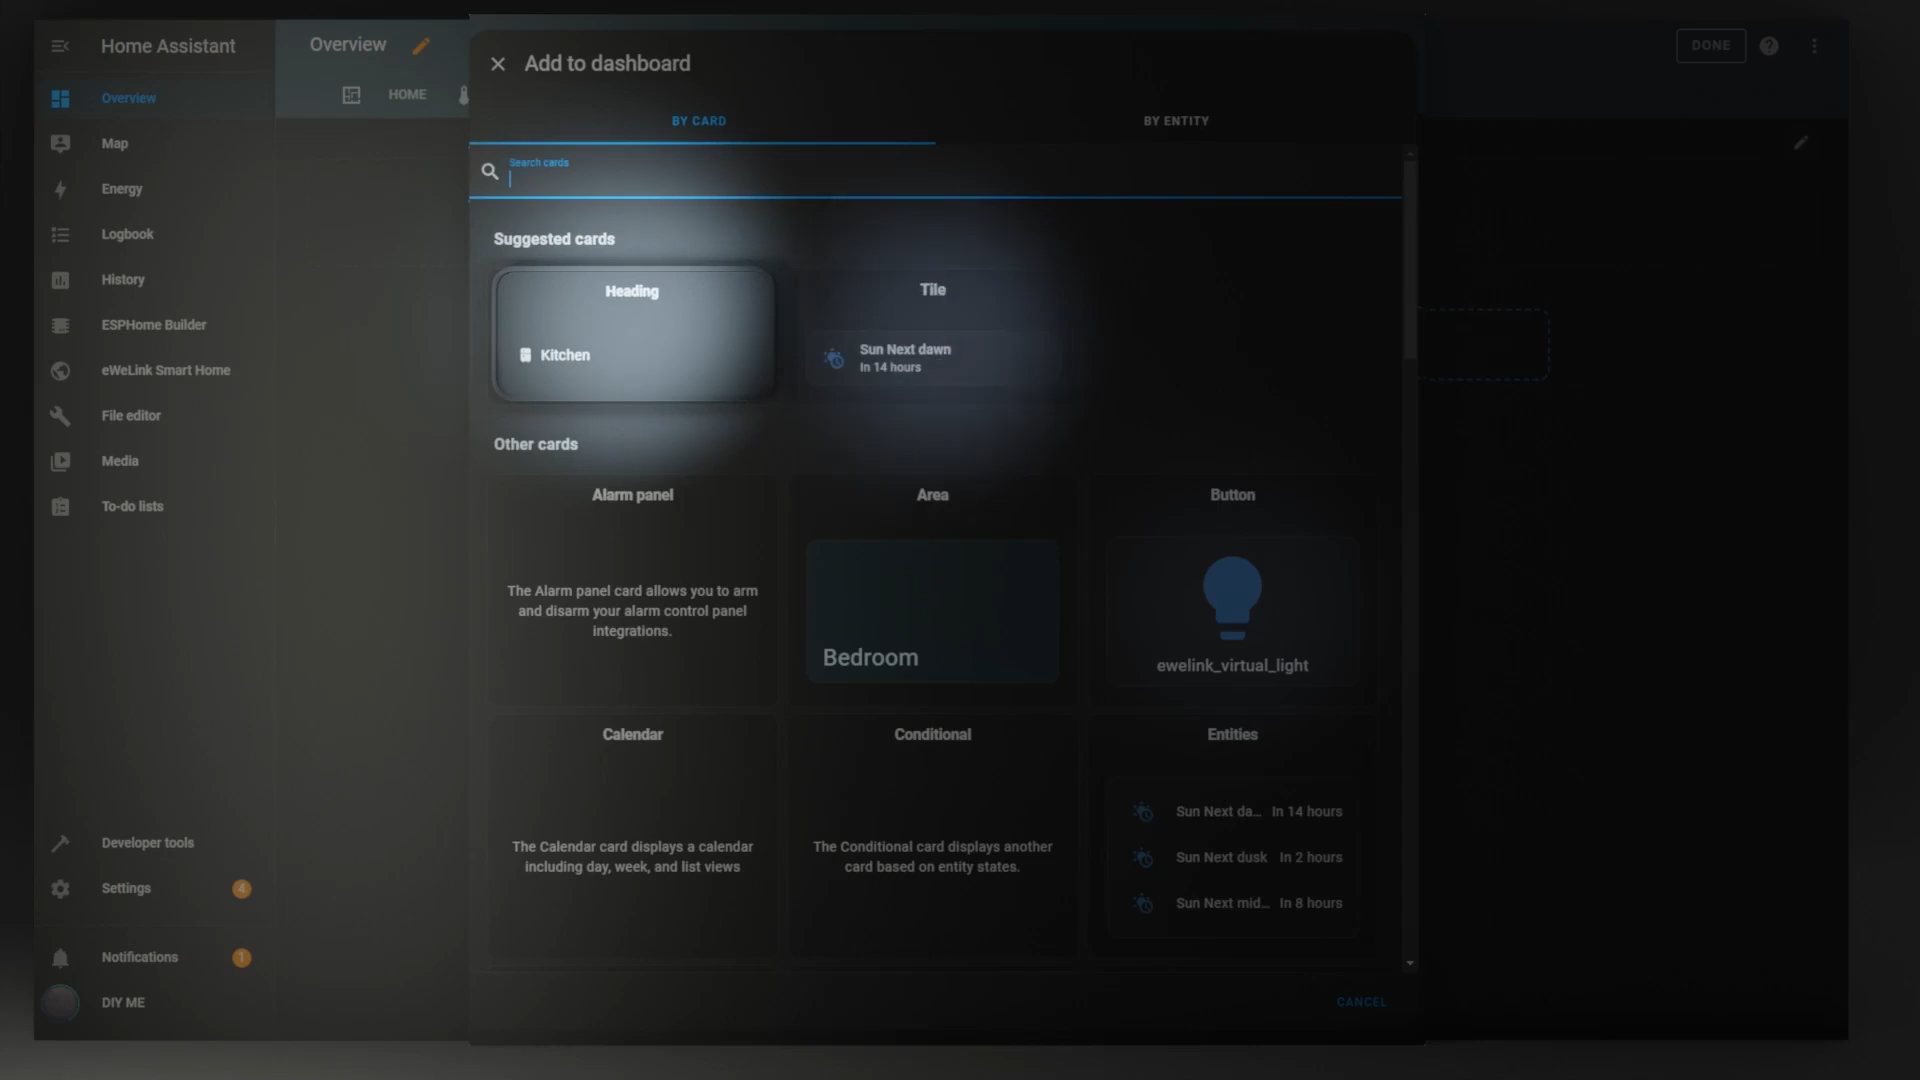 Home Assistant
Overview
Map
Energy
Logbook
History
ESPHome Builder
eWeLink Smart Home
File editor
Media
To-do lists
Developer tools
Settings
4
Notifications
1
DIY ME
Overview
HOME
DONE
Add to dashboard
BY CARD
BY ENTITY
Search cards
Suggested cards
Heading
Kitchen
Tile
Sun Next dawn
In 14 hours
Other cards
Alarm panel
The Alarm panel card allows you to arm
and disarm your alarm control panel
integrations.
Area
Bedroom
Button
ewelink_virtual_light
Calendar
The Calendar card displays a calendar
including day, week, and list views
Conditional
The Conditional card displays another
card based on entity states.
Entities
Sun Next da... In 14 hours
Sun Next dusk In 2 hours
Sun Next mid... In 8 hours
CANCEL